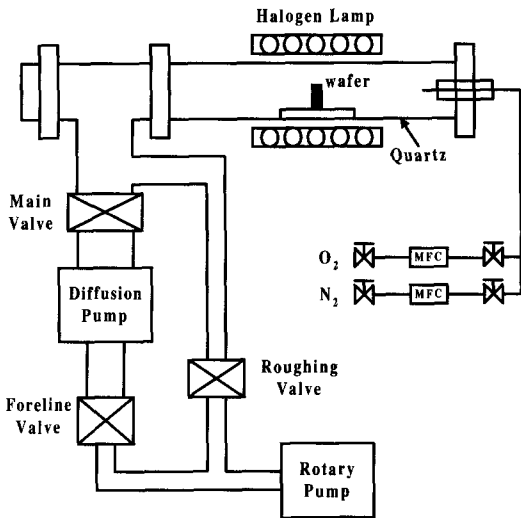 Halogen Lamp
wafer
Quartz
Main
Valve
O2
MFC
N2
MFC
Diffusion
Pump
Roughing
Valve
Foreline
Valve
Rotary
Pump